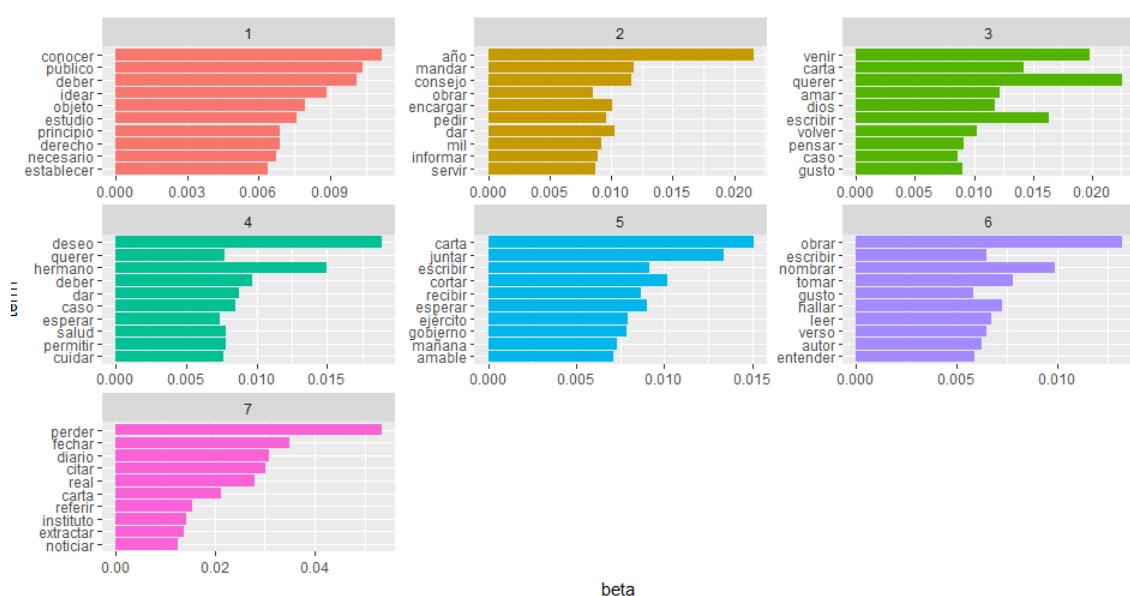 1
conocer
público
deber
idear
objeto
estudio
principio
derecho
necesario
establecer
0.000 0.003 0.006 0.009
2
año
mandar
consejo
obrar
encargar
pedir
dar
mil
informar
servir
0.000 0.005 0.010 0.015 0.020
3
venir
carta
querer
amar
dios
escribir
volver
pensar
caso
gusto
0.000 0.005 0.010 0.015 0.020
4
deseo
querer
hermano
deber
dar
caso
esperar
salud
permitir
cuidar
0.000 0.005 0.010 0.015
5
carta
juntar
escribir
cortar
recibir
esperar
ejército
gobierno
mañana
amable
0.000 0.005 0.010 0.015
6
obrar
escribir
nombrar
tomar
gusto
hallar
leer
verso
autor
entender
0.000 0.005 0.010
7
perder
fechar
diario
citar
real
carta
referir
instituto
extractar
noticiar
0.00 0.02 0.04
beta